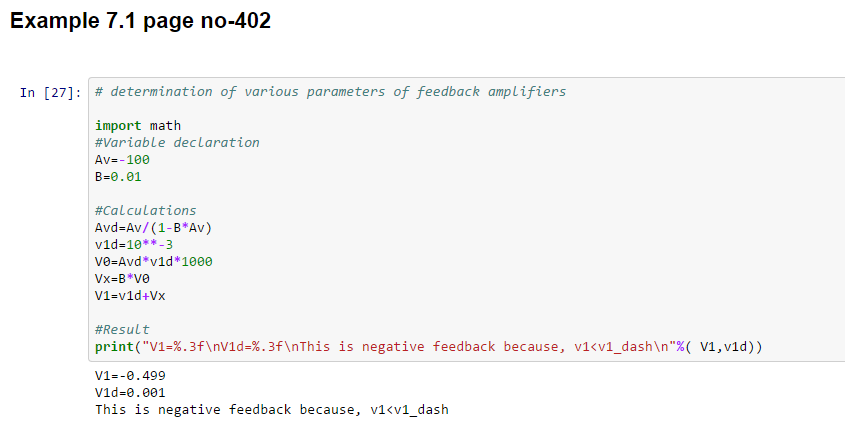 Example 7.1 page no-402
In [27]: # determination of various parameters of feedback amplifiers
import math
#Variable declaration
Av=-100
B=0.01
#Calculations
Avd=Av/(1-B*Av)
v1d=10**-3
V0=Avd*v1d*1000
Vx=B*V0
V1=v1d+Vx
#Result
print("V1=%.3f\nV1d=%.3f\nThis is negative feedback because, v1<v1_dash\n"%( V1,v1d))
V1=-0.499
V1d=0.001
This is negative feedback because, v1<v1_dash